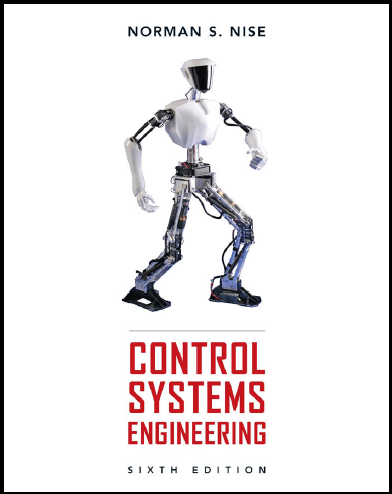 NORMAN S. NISE
CONTROL
SYSTEMS
ENGINEERING
SIXTH EDITION